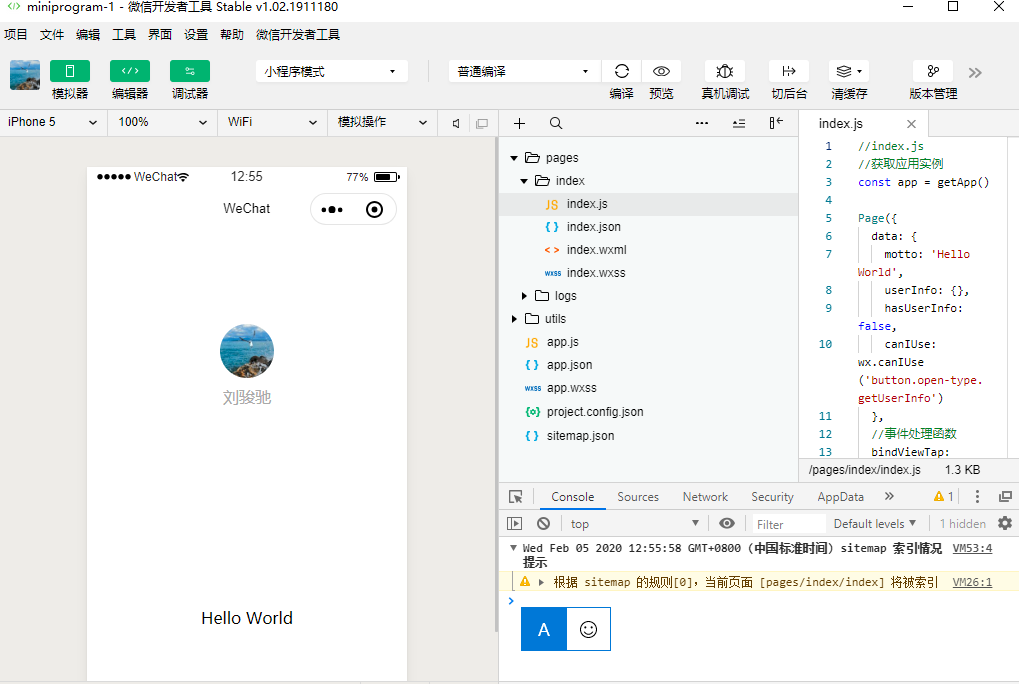 miniprogram-1 - 微信开发者工具 Stable v1.02.1911180
项目 文件 编辑 工具 界面 设置 帮助 微信开发者工具
小程序模式 普通编译
模拟器 编辑器 调试器 编译 预览 真机调试 切后台 清缓存 版本管理
iPhone 5 100% WiFi 模拟操作
WeChat 12:55 77%
WeChat
刘骏驰
Hello World
pages
index
JS index.js
{ } index.json
< > index.wxml
wxss index.wxss
logs
utils
JS app.js
{ } app.json
wxss app.wxss
{o} project.config.json
{ } sitemap.json
index.js
1 //index.js
2 //获取应用实例
3 const app = getApp()
4
5 Page({
6 data: {
7 motto: 'Hello
World',
8 userInfo: {},
9 hasUserInfo:
false,
10 canIUse:
wx.canIUse
('button.open-type.
getUserInfo')
11 },
12 //事件处理函数
13 bindViewTap:
/pages/index/index.js 1.3 KB
Console Sources Network Security AppData » 1
top Filter Default levels 1 hidden
Wed Feb 05 2020 12:55:58 GMT+0800 (中国标准时间) sitemap 索引情况 VM53:4
提示
根据 sitemap 的规则[0]，当前页面 [pages/index/index] 将被索引 VM26:1
A